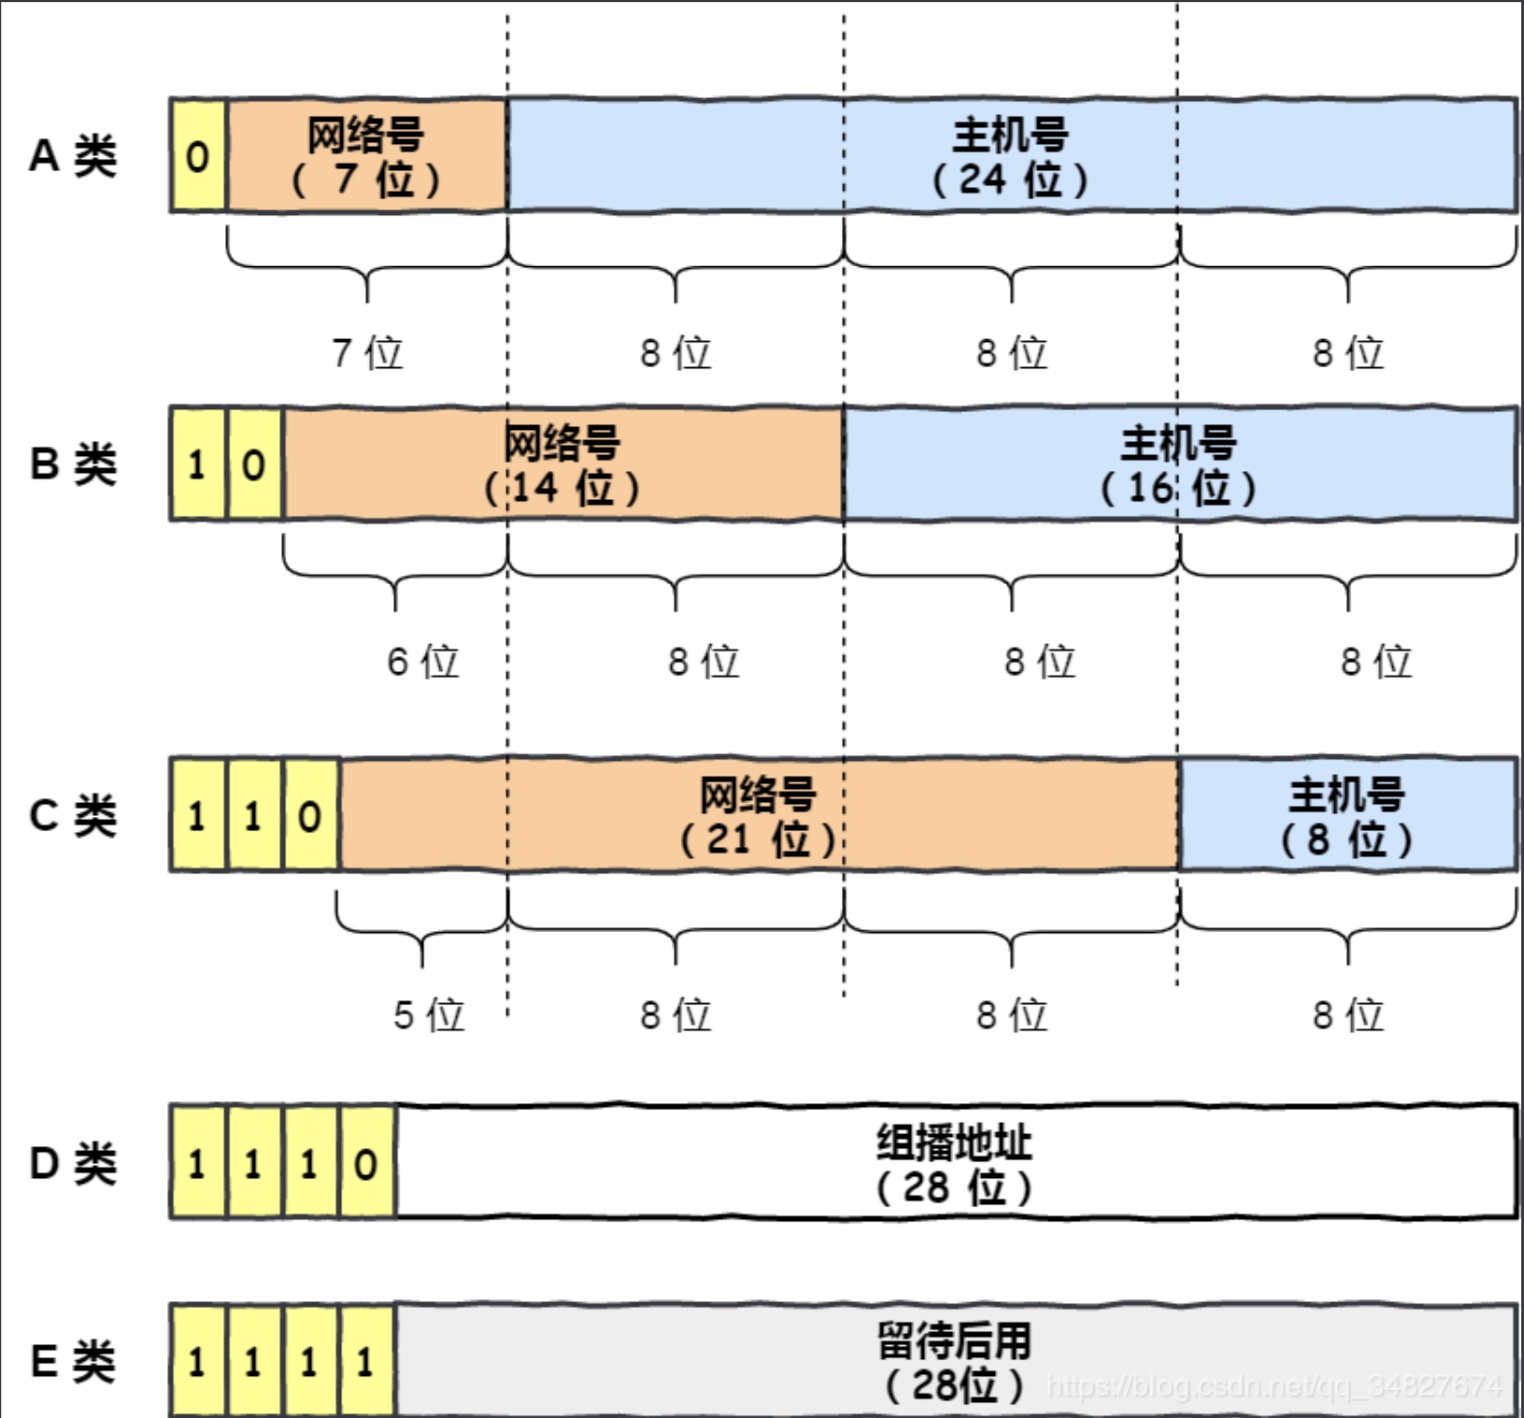 A 类
0
网络号
( 7 位)
主机号
(24 位)
7 位
8 位
8 位
8 位
B 类
1 0
网络号
(14 位)
主机号
(16 位)
6 位
8 位
8 位
8 位
C 类
1 1 0
网络号
(21 位)
主机号
(8 位)
5 位
8 位
8 位
8 位
D 类
1 1 1 0
组播地址
(28 位)
E 类
1 1 1 1
留待后用
(28位)
https://blog.csdn.net/qq_34827674